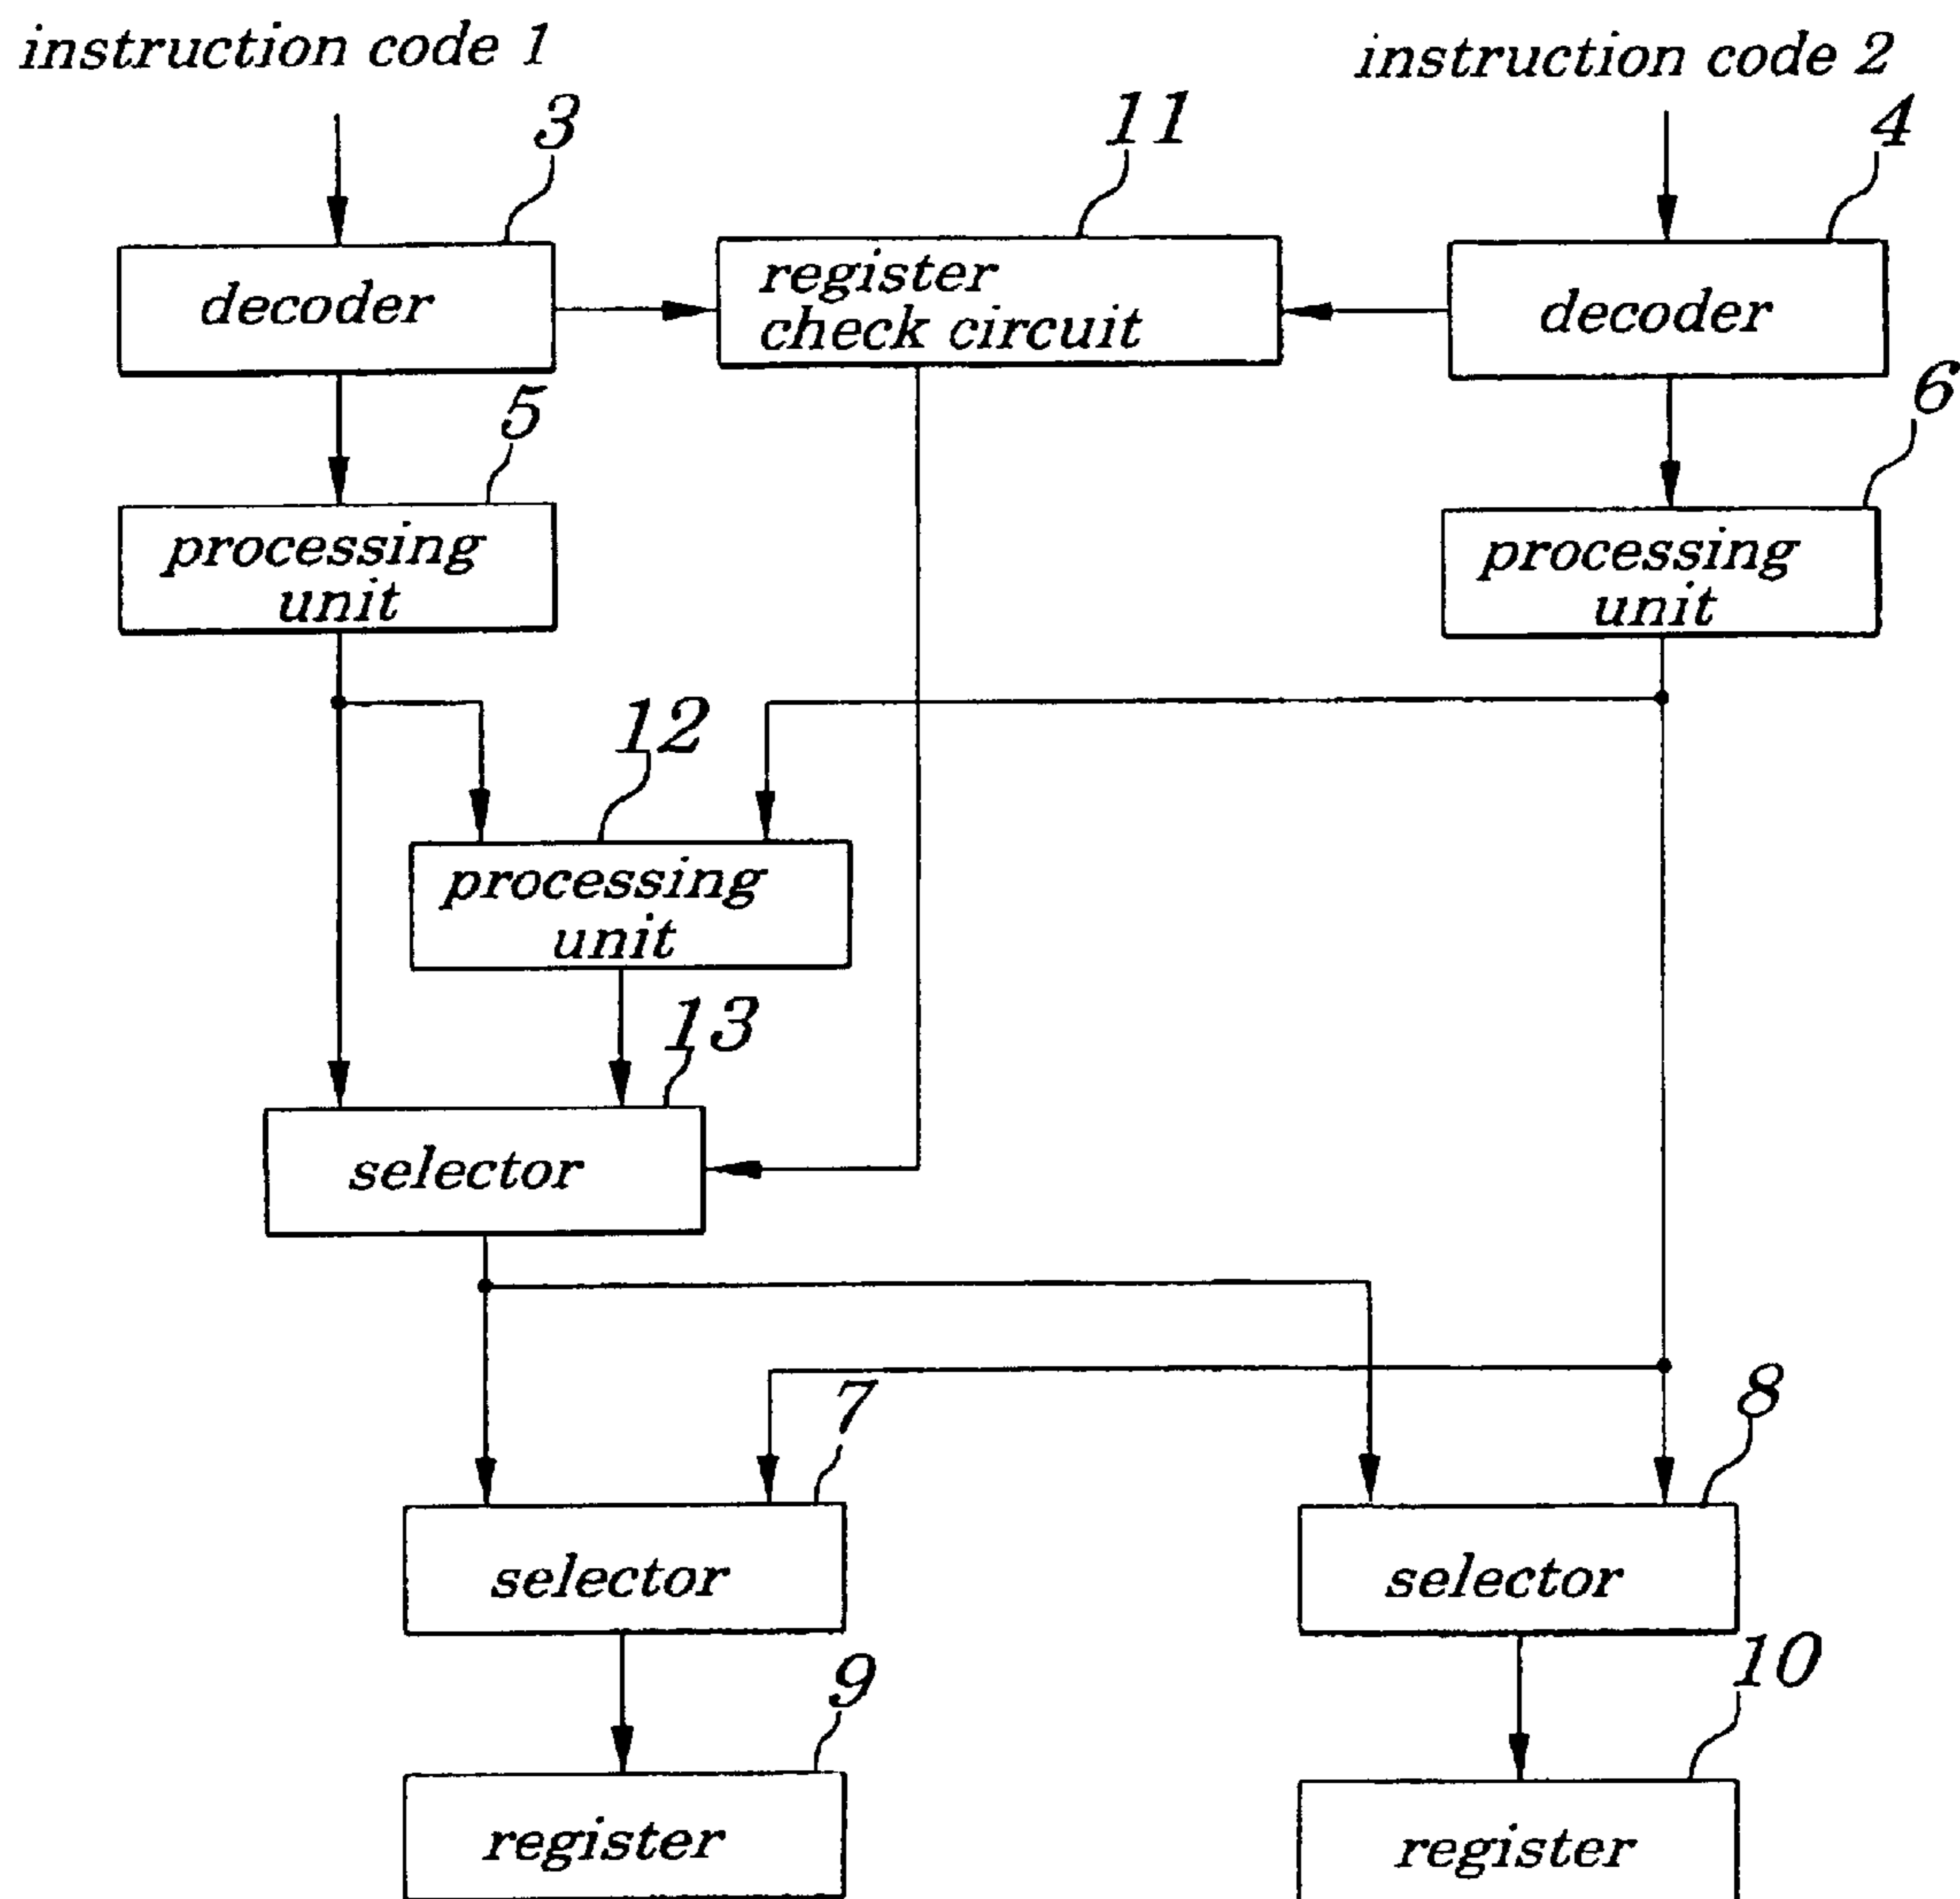 instruction code 1
instruction code 2
3
11
4
decoder
register
check circuit
decoder
5
6
processing
unit
processing
unit
12
processing
unit
13
selector
7
8
selector
selector
9
10
register
register